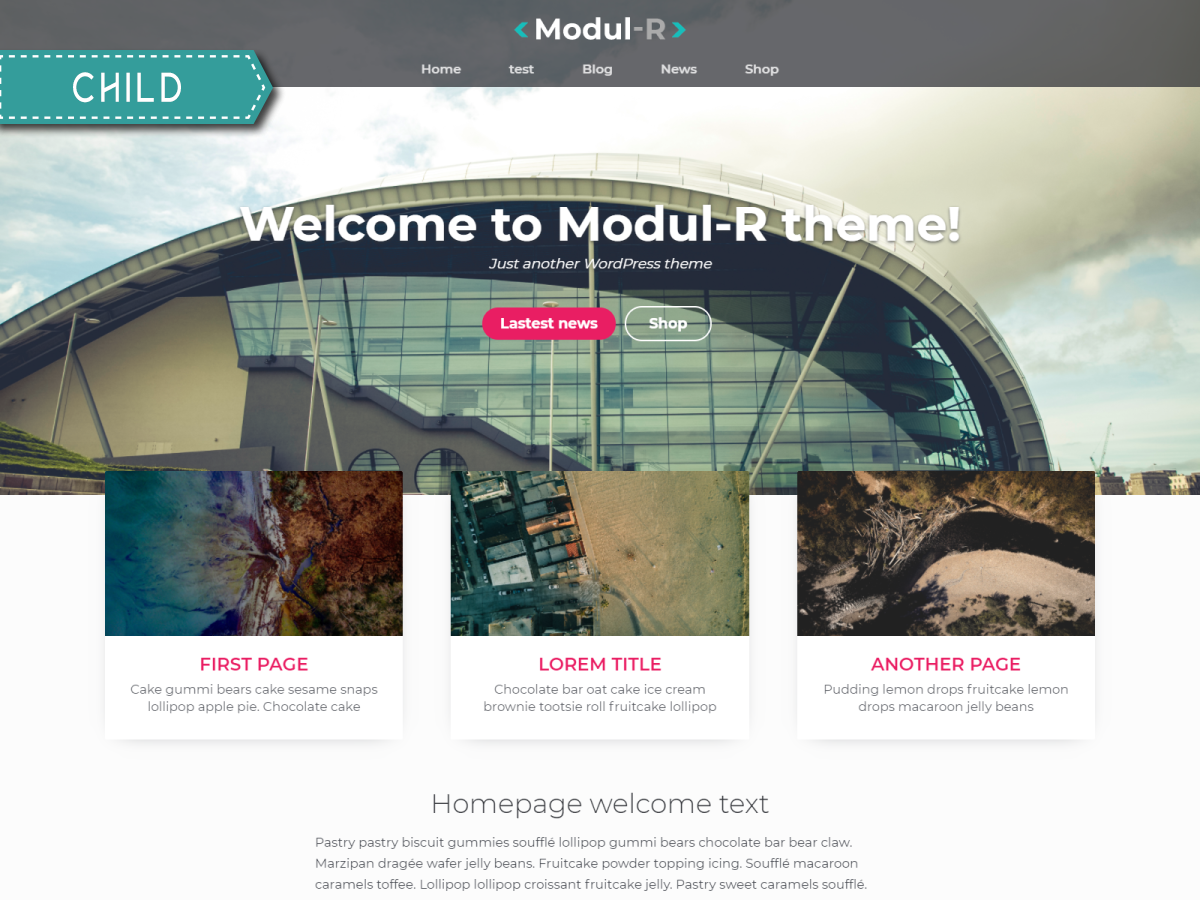 Modul-R
Home test Blog News Shop
CHILD
Welcome to Modul-R theme!
Just another WordPress theme
Lastest news Shop
FIRST PAGE
Cake gummi bears cake sesame snaps
lollipop apple pie. Chocolate cake
LOREM TITLE
Chocolate bar oat cake ice cream
brownie tootsie roll fruitcake lollipop
ANOTHER PAGE
Pudding lemon drops fruitcake lemon
drops macaroon jelly beans
Homepage welcome text
Pastry pastry biscuit gummies soufflé lollipop gummi bears chocolate bar bear claw.
Marzipan dragée wafer jelly beans. Fruitcake powder topping icing. Soufflé macaroon
caramels toffee. Lollipop lollipop croissant fruitcake jelly. Pastry sweet caramels soufflé.